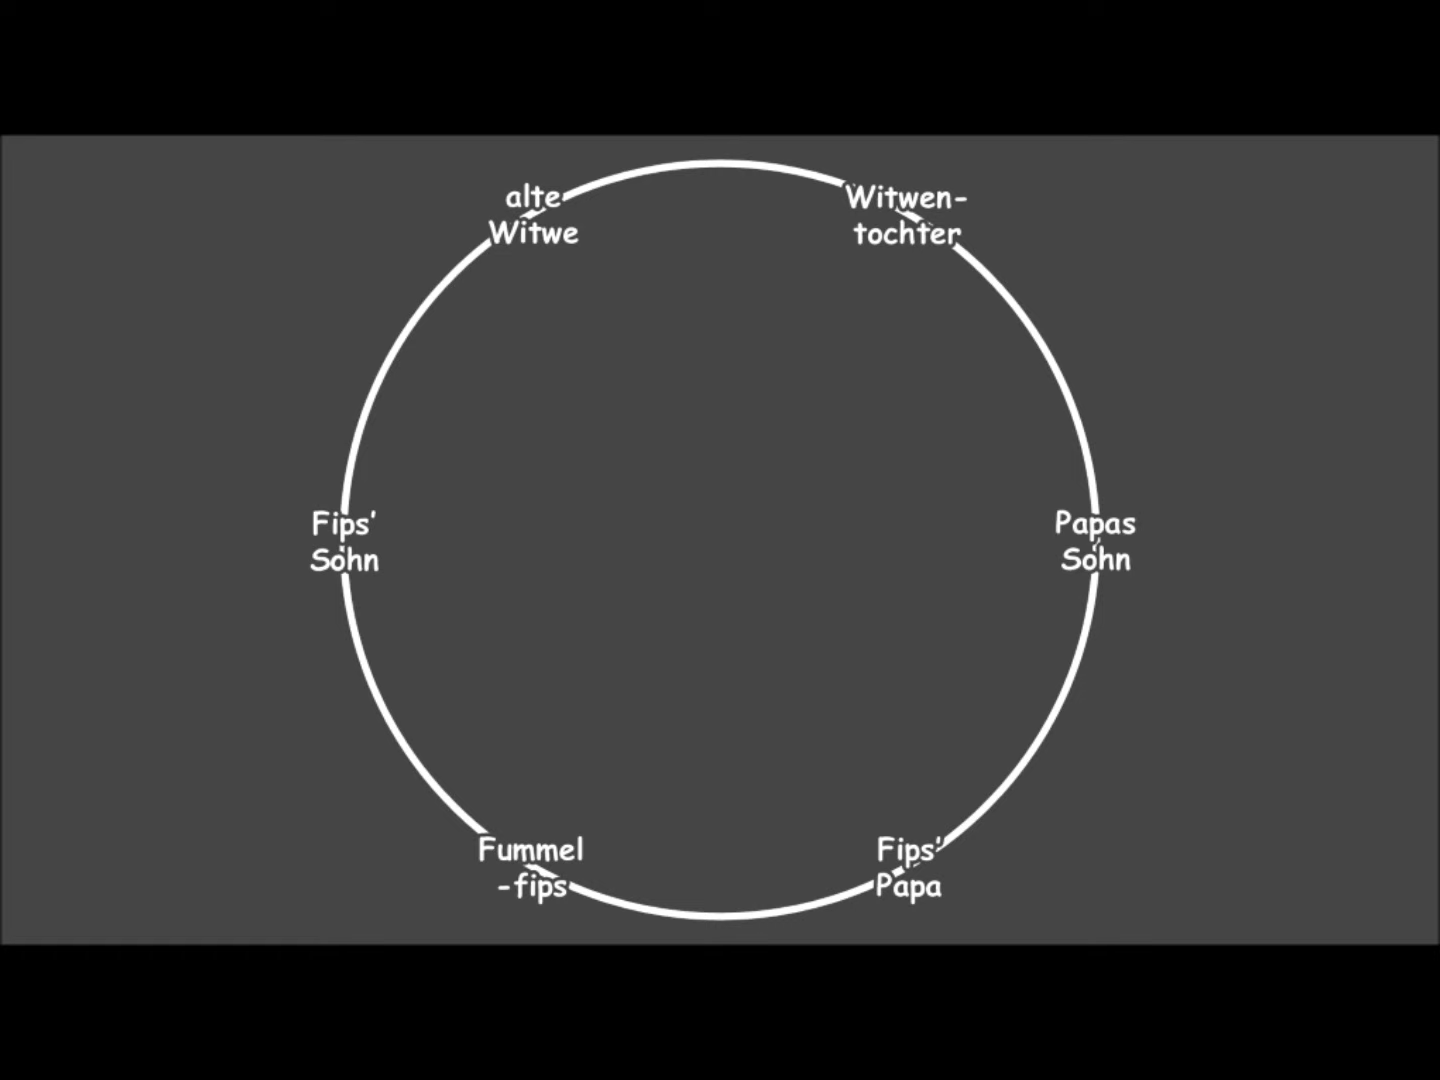 alte
Witwe
Witwen-
tochter
Fips'
Sohn
Papas
Sohn
Fummel
-fips
Fips'
Papa